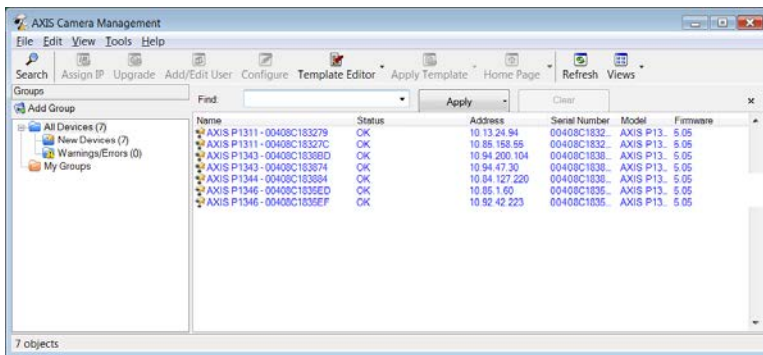 AXIS Camera Management
File Edit View Tools Help
Search Assign IP Upgrade Add/Edit User Configure Template Editor Apply Template Home Page Refresh Views
Groups
Add Group
All Devices (7)
New Devices (7)
Warnings/Errors (0)
My Groups
Find: Apply Clear x
Name Status Address Serial Number Model Firmware
AXIS P1311 - 00408C183279 OK 10.13.24.94 00408C1832... AXIS P13... 5.05
AXIS P1311 - 00408C18327C OK 10.85.158.55 00408C1832... AXIS P13... 5.05
AXIS P1343 - 00408C1838BD OK 10.94.200.104 00408C1838... AXIS P13... 5.05
AXIS P1343 - 00408C183874 OK 10.94.47.30 00408C1838... AXIS P13... 5.05
AXIS P1344 - 00408C183884 OK 10.84.127.220 00408C1838... AXIS P13... 5.05
AXIS P1346 - 00408C1835ED OK 10.85.1.60 00408C1835... AXIS P13... 5.05
AXIS P1346 - 00408C1835EF OK 10.92.42.223 00408C1835... AXIS P13... 5.05
7 objects